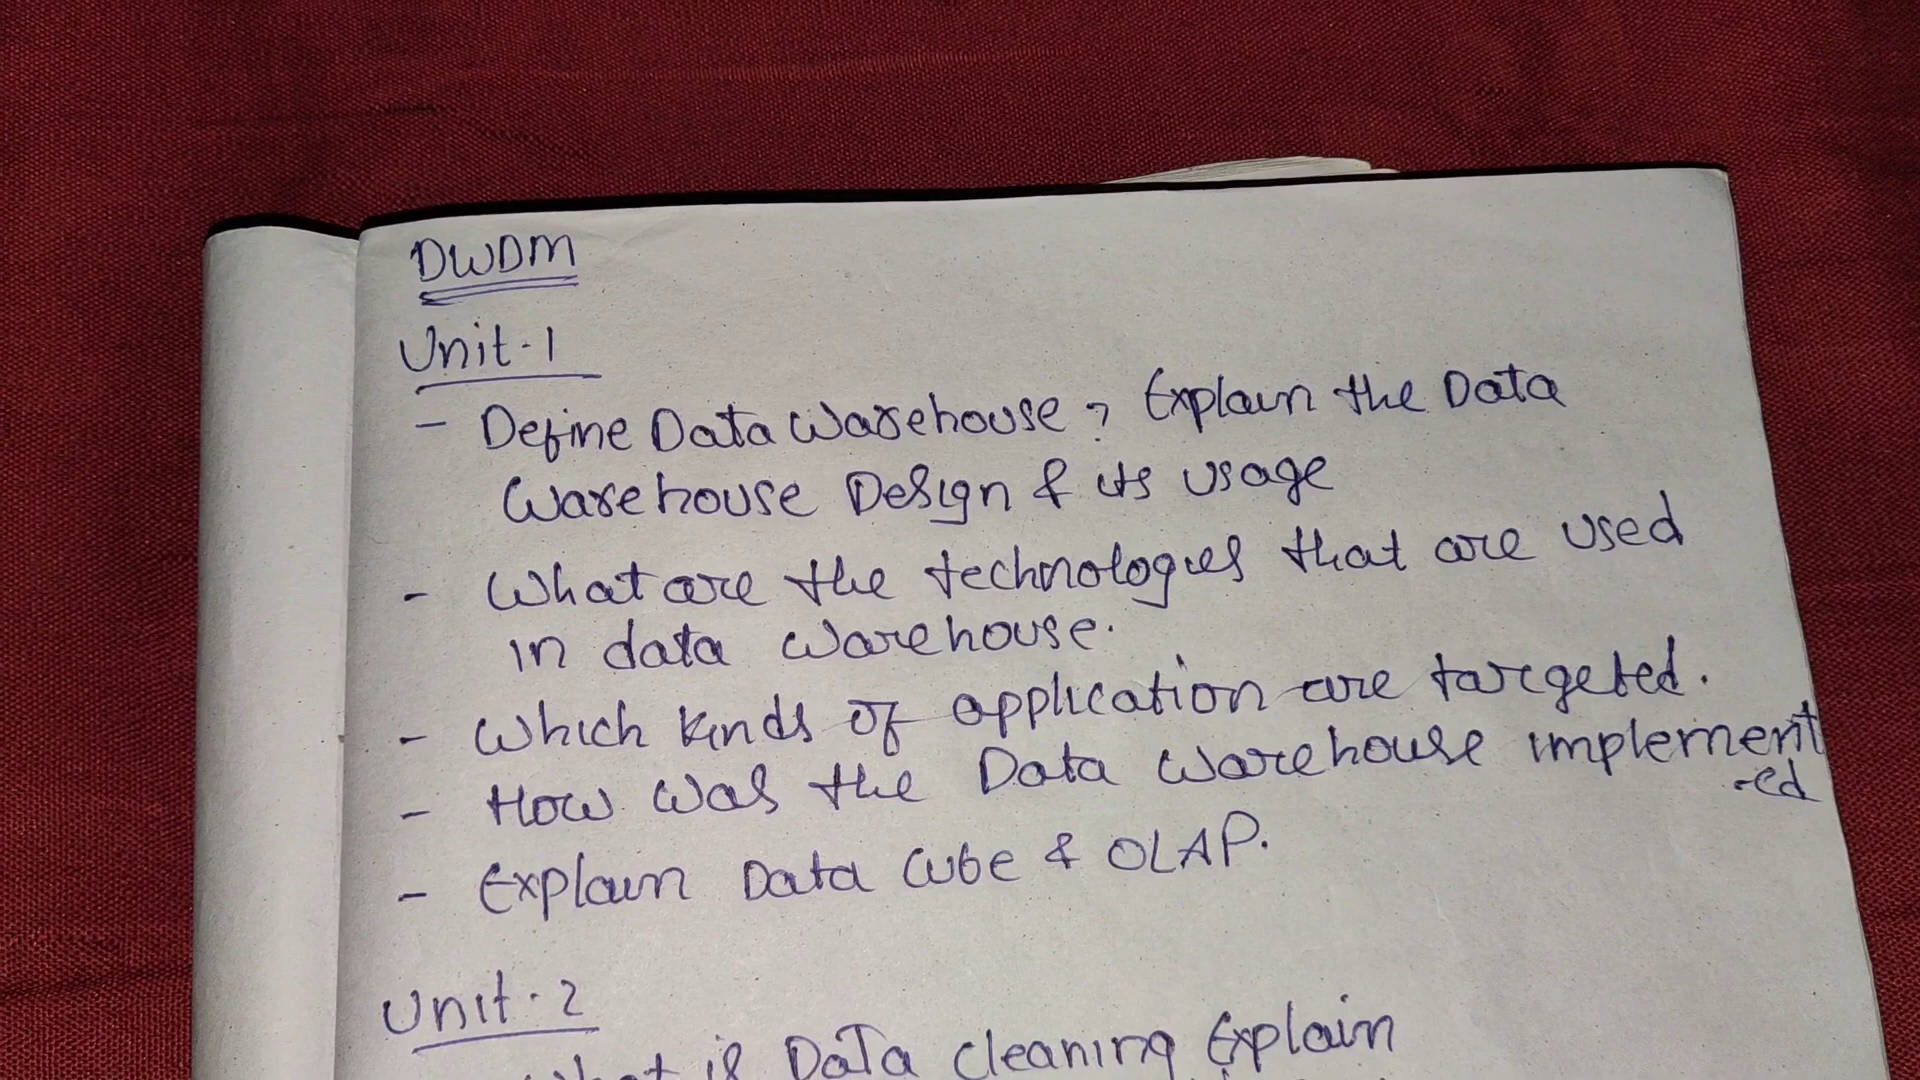 DWDM
Unit-1
- Define Data Warehouse ? Explain the Data
Warehouse Design & its usage
- What are the technologies that are used
in data warehouse.
- Which kinds of application are targeted.
- How was the Data Warehouse implement
-ed
- Explain Data Cube & OLAP.
Unit-2
What is Data cleaning Explain